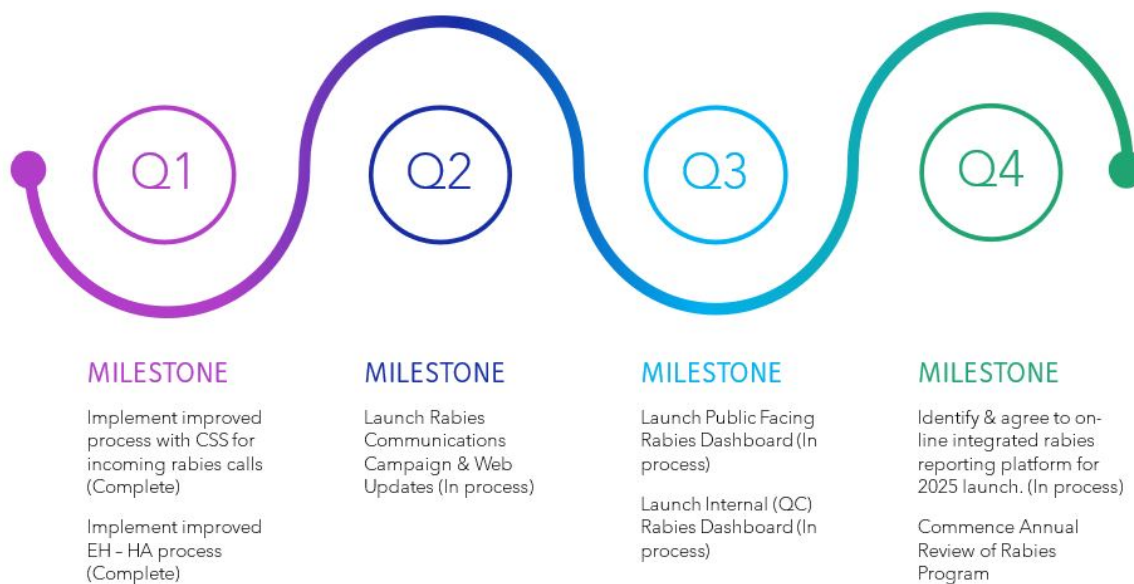 Q1
Q2
Q3
Q4
MILESTONE
Implement improved
process with CSS for
incoming rabies calls
(Complete)
Implement improved
EH - HA process
(Complete)
MILESTONE
Launch Rabies
Communications
Campaign & Web
Updates (In process)
MILESTONE
Launch Public Facing
Rabies Dashboard (In
process)
Launch Internal (QC)
Rabies Dashboard (In
process)
MILESTONE
Identify & agree to on-
line integrated rabies
reporting platform for
2025 launch. (In process)
Commence Annual
Review of Rabies
Program